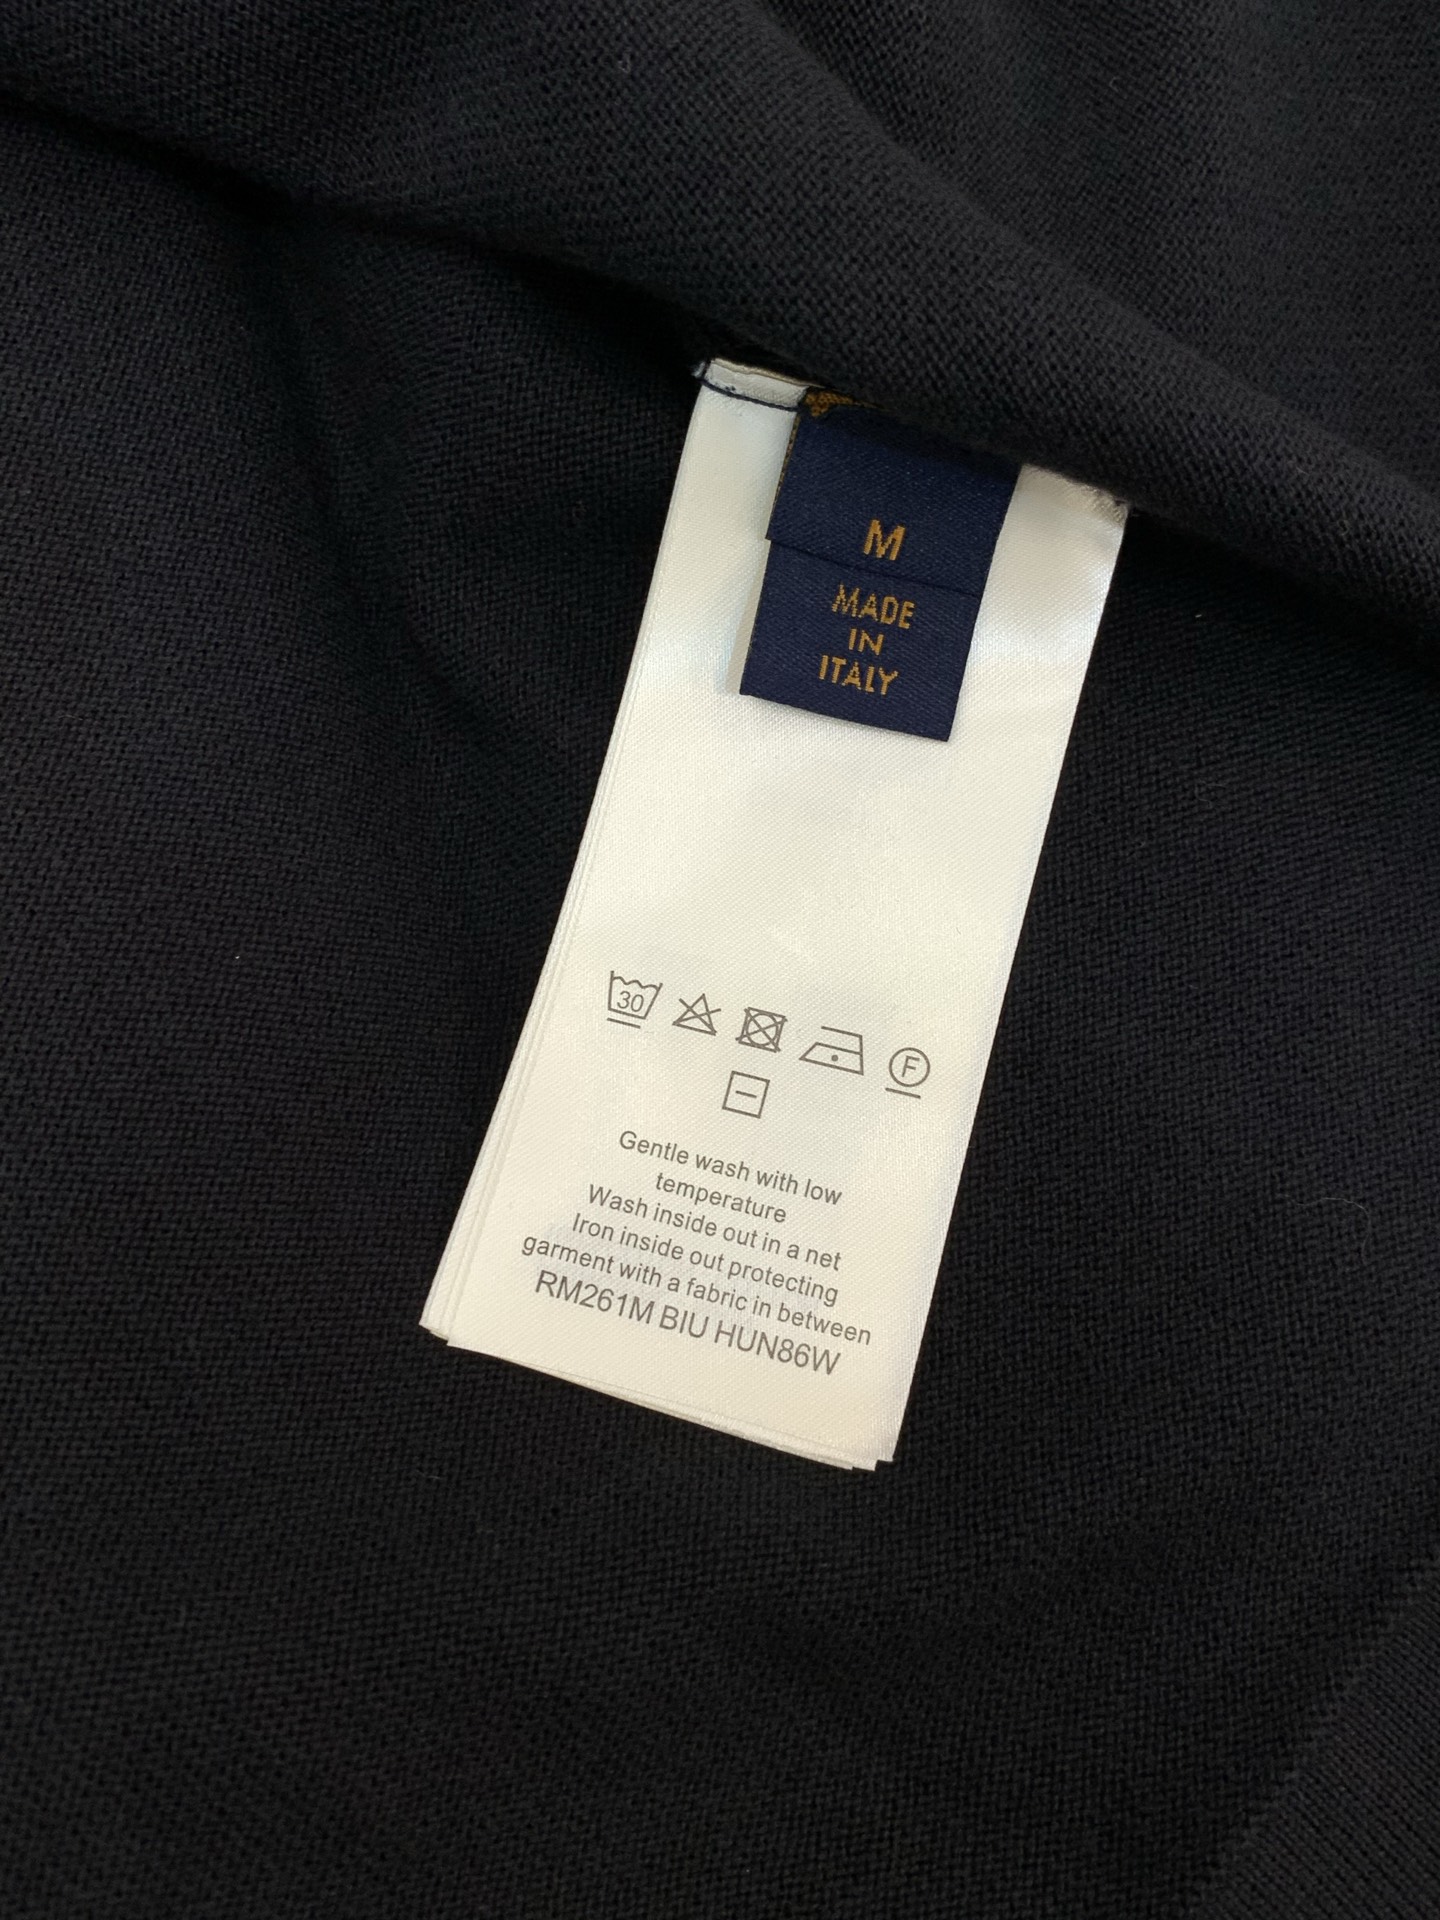 M
MADE
IN
ITALY
30
F
Gentle wash with low
temperature
Wash inside out in a net
Iron inside out protecting
garment with a fabric in between
RM261M BIU HUN86W